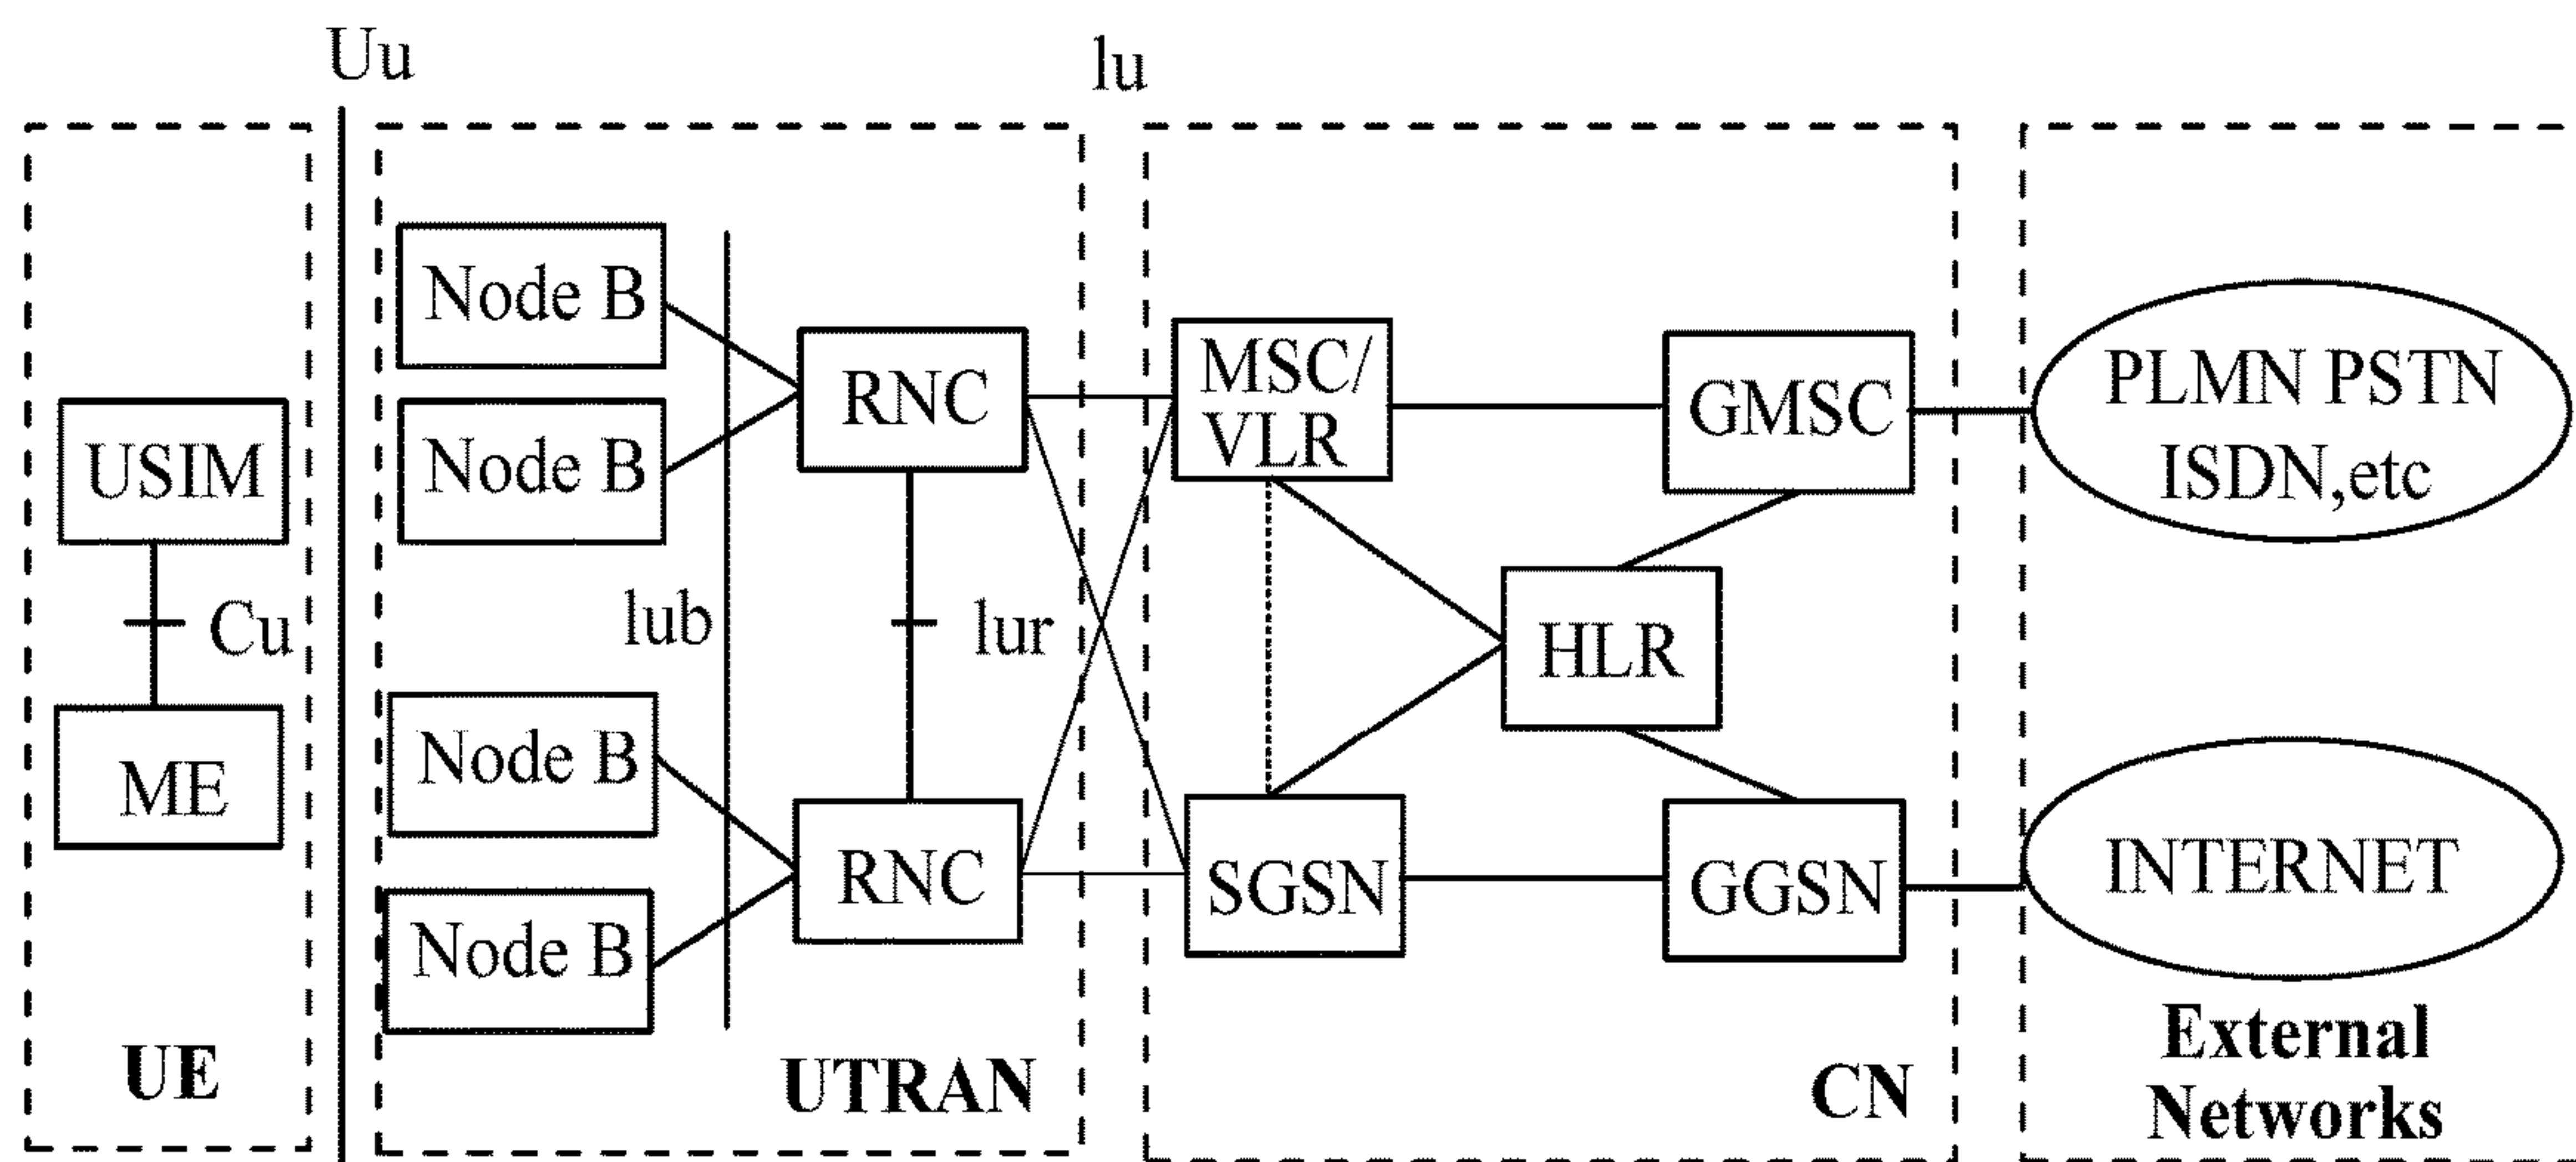 Uu
lu
Node B
Node B
RNC
MSC/
VLR
GMSC
PLMN PSTN
ISDN,etc
USIM
Cu
ME
lub
lur
HLR
Node B
Node B
RNC
SGSN
GGSN
INTERNET
UE
UTRAN
CN
External
Networks